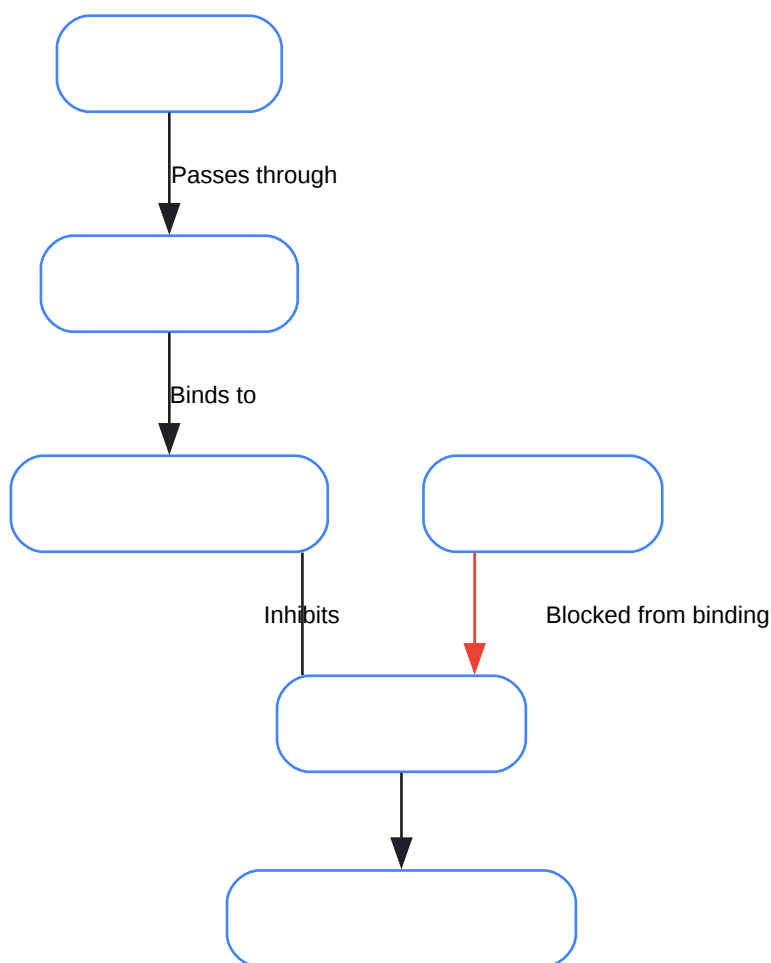 Passes through
Binds to
Inhibits
Blocked from binding